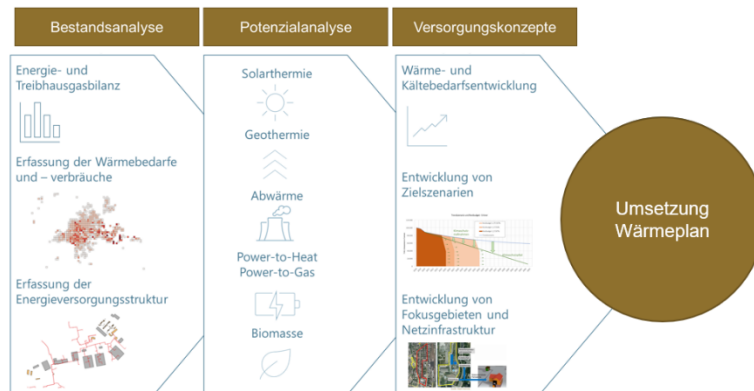 Bestandsanalyse
Potenzialanalyse
Versorgungskonzepte
Energie- und
Treibhausgasbilanz
Erfassung der Wärmebedarfe
und – verbräuche
Erfassung der
Energieversorgungsstruktur
Solarthermie
Geothermie
Abwärme
Power-to-Heat
Power-to-Gas
Biomasse
Wärme- und
Kältebedarfsentwicklung
Entwicklung von
Zielszenarien
Entwicklung von
Fokusgebieten und
Netzinfrastruktur
Umsetzung
Wärmeplan